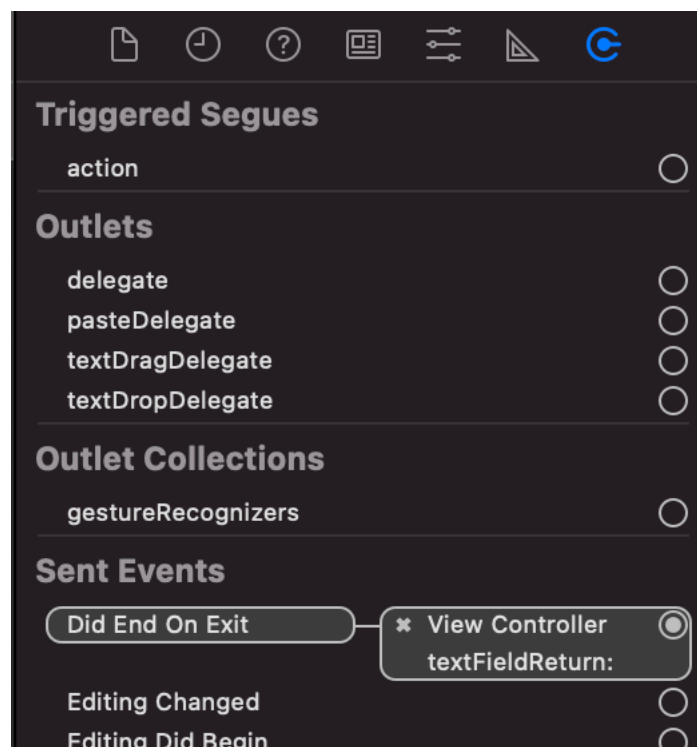 Triggered Segues
action
Outlets
delegate
pasteDelegate
textDragDelegate
textDropDelegate
Outlet Collections
gestureRecognizers
Sent Events
Did End On Exit
View Controller
textFieldReturn:
Editing Changed
Editing Did Begin